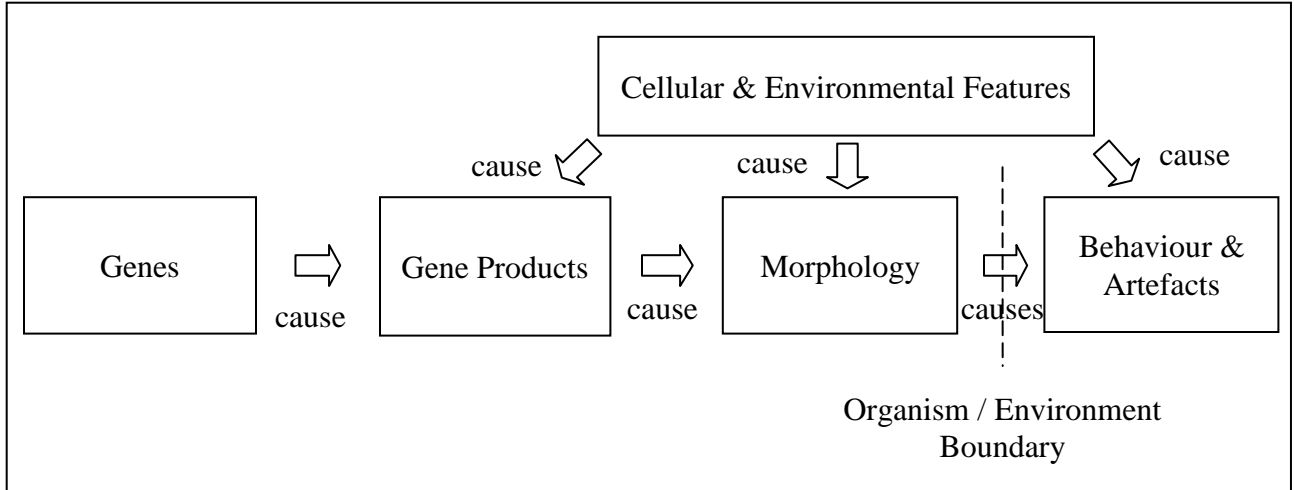 Cellular & Environmental Features
cause
cause
cause
Genes
Gene Products
Morphology
Behaviour &
Artefacts
cause
cause
causes
Organism / Environment
Boundary